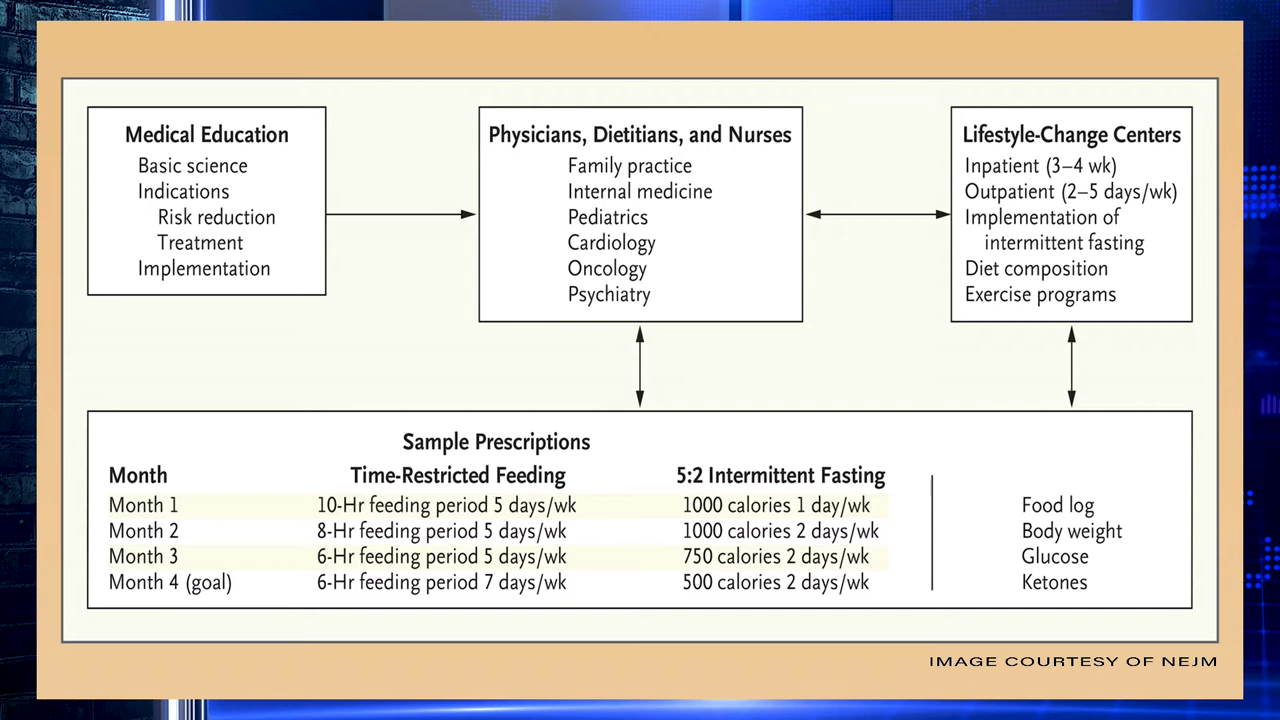 Medical Education
Basic science
Indications
Risk reduction
Treatment
Implementation
Physicians, Dietitians, and Nurses
Family practice
Internal medicine
Pediatrics
Cardiology
Oncology
Psychiatry
Lifestyle-Change Centers
Inpatient (3–4 wk)
Outpatient (2–5 days/wk)
Implementation of
intermittent fasting
Diet composition
Exercise programs
Sample Prescriptions
Month Time-Restricted Feeding 5:2 Intermittent Fasting
Month 1 10-Hr feeding period 5 days/wk 1000 calories 1 day/wk Food log
Month 2 8-Hr feeding period 5 days/wk 1000 calories 2 days/wk Body weight
Month 3 6-Hr feeding period 5 days/wk 750 calories 2 days/wk Glucose
Month 4 (goal) 6-Hr feeding period 7 days/wk 500 calories 2 days/wk Ketones
IMAGE COURTESY OF NEJM